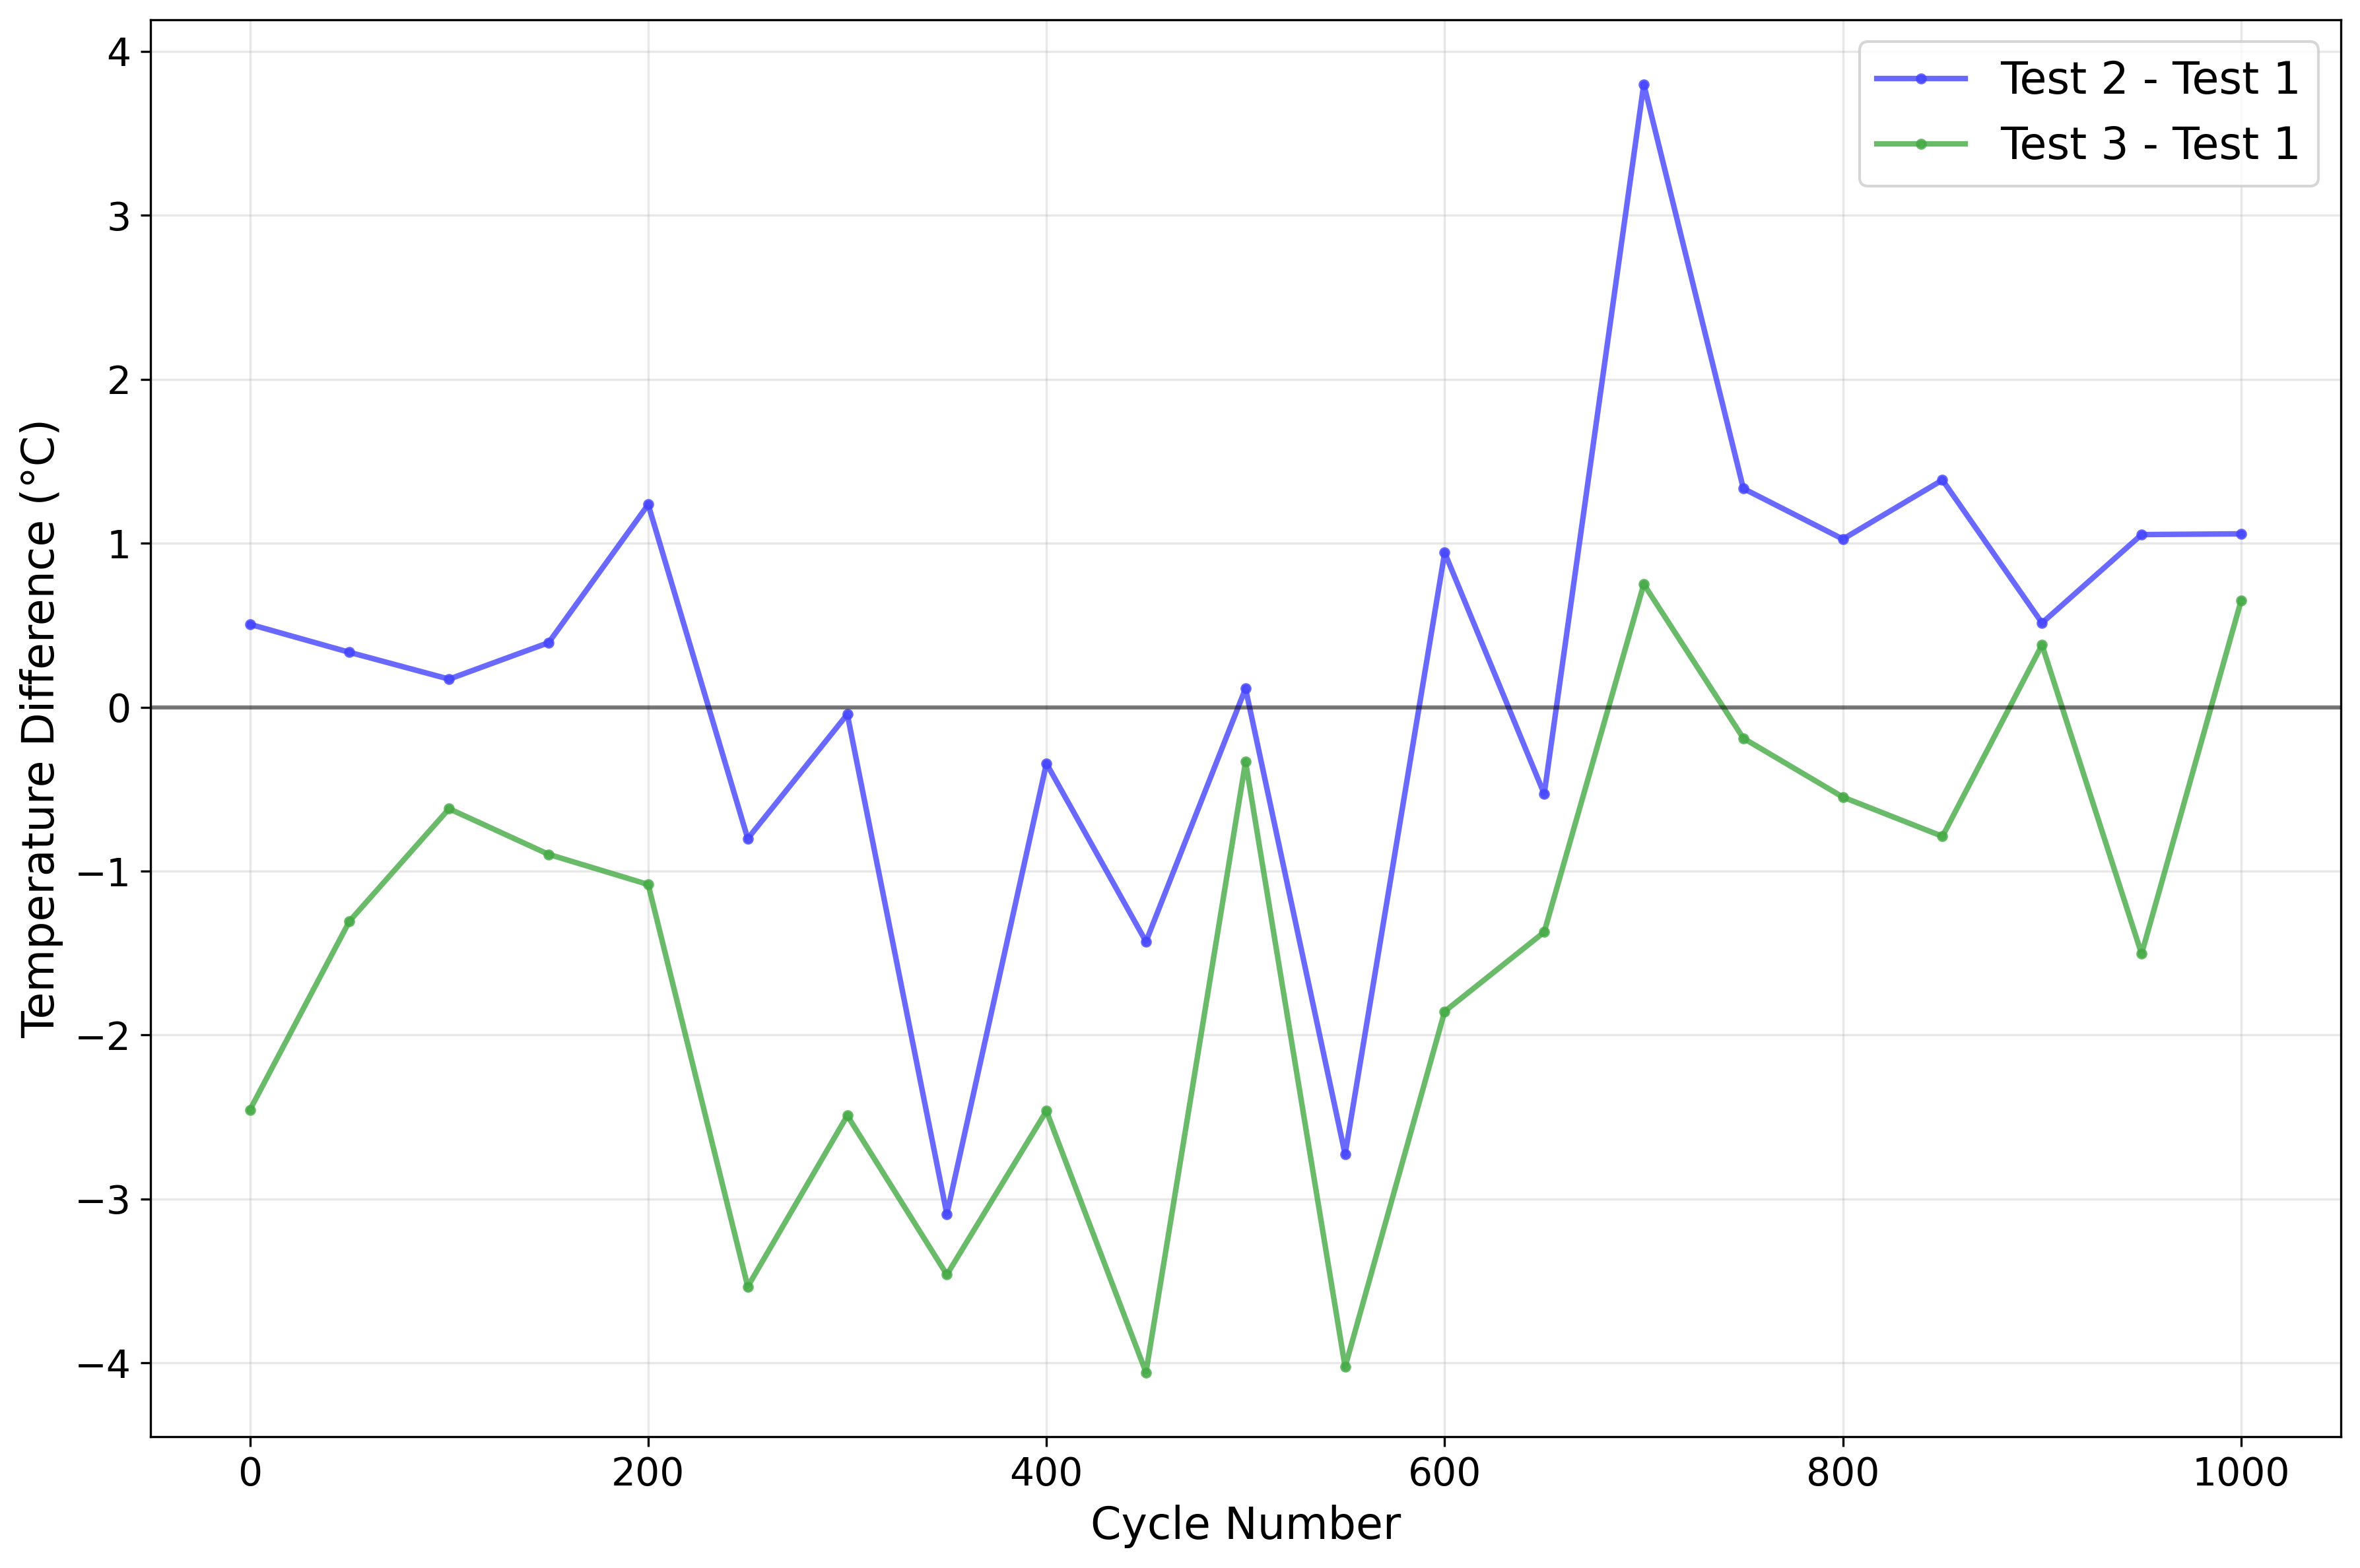 Test 2 - Test 1
Test 3 - Test 1
4
3
2
1
0
−1
−2
−3
−4
Temperature Difference (°C)
0 200 400 600 800 1000
Cycle Number